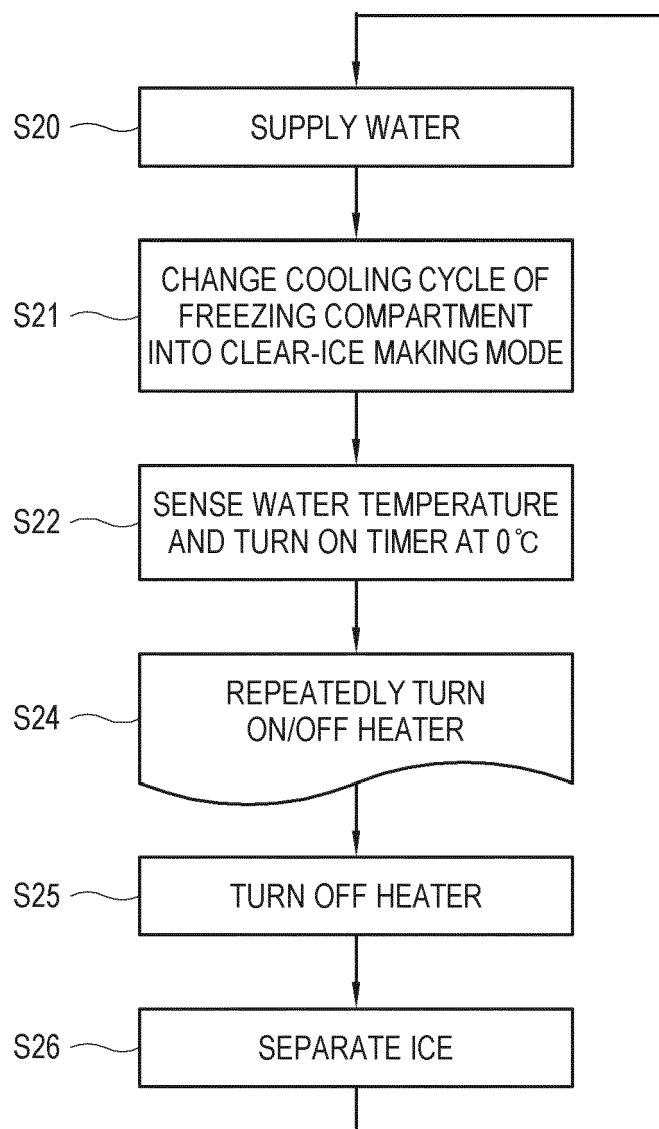 S20
SUPPLY WATER
S21
CHANGE COOLING CYCLE OF
FREEZING COMPARTMENT
INTO CLEAR-ICE MAKING MODE
S22
SENSE WATER TEMPERATURE
AND TURN ON TIMER AT 0℃
S24
REPEATEDLY TURN
ON/OFF HEATER
S25
TURN OFF HEATER
S26
SEPARATE ICE